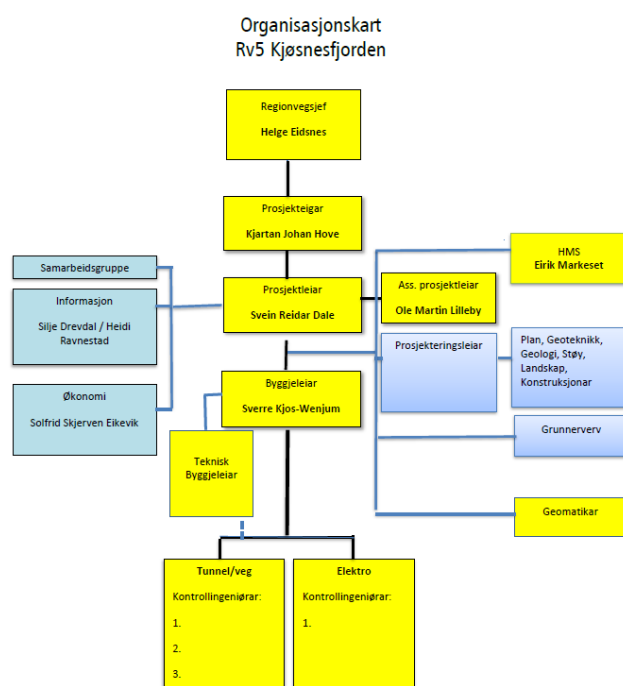 Organisasjonskart
Rv5 Kjøsnesfjorden
Regionvegsjef
Helge Eidsnes
Prosjekteigar
Kjartan Johan Hove
HMS
Eirik Markeset
Samarbeidsgruppe
Informasjon
Silje Drevdal / Heidi
Ravnestad
Prosjektleiar
Svein Reidar Dale
Ass. prosjektleiar
Ole Martin Lilleby
Prosjekteringsleiar
Plan, Geoteknikk,
Geologi, Støy,
Landskap,
Konstruksjonar
Økonomi
Solfrid Skjerven Eikevik
Byggjeleiar
Sverre Kjos-Wenjum
Grunnerverv
Teknisk
Byggjeleiar
Geomatikar
Tunnel/veg
Kontrollingeniørar:
1.
2.
3.
Elektro
Kontrollingeniørar:
1.